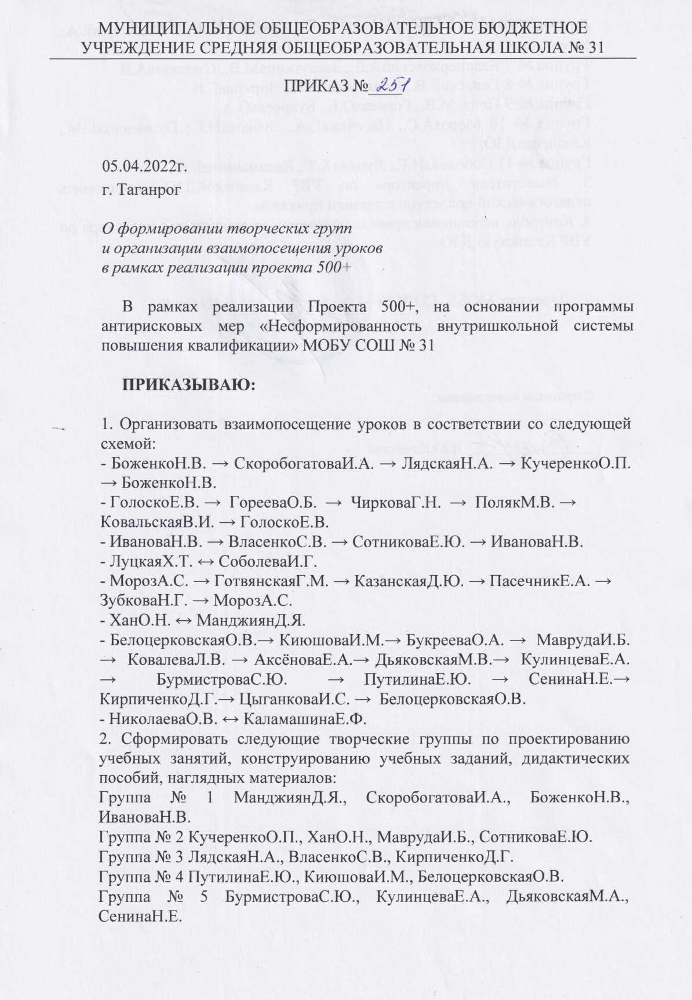 МУНИЦИПАЛЬНОЕ ОБЩЕОБРАЗОВАТЕЛЬНОЕ БЮДЖЕТНОЕ
УЧРЕЖДЕНИЕ СРЕДНЯЯ ОБЩЕОБРАЗОВАТЕЛЬНАЯ ШКОЛА № 31
ПРИКАЗ № 251
05.04.2022г.
г. Таганрог
О формировании творческих групп
и организации взаимопосещения уроков
в рамках реализации проекта 500+
В рамках реализации Проекта 500+, на основании программы
антирисковых мер «Несформированность внутришкольной системы
повышения квалификации» МОБУ СОШ № 31
ПРИКАЗЫВАЮ:
1. Организовать взаимопосещение уроков в соответствии со следующей
схемой:
- БоженкоН.В. → СкоробогатоваИ.А. → ЛядскаяН.А. → КучеренкоО.П.
→ БоженкоН.В.
- ГолоскоЕ.В. → ГорееваО.Б. → ЧирковаГ.Н. → ПолякМ.В. →
КовальскаяВ.И. → ГолоскоЕ.В.
- ИвановаН.В. → ВласенкоС.В. → СотниковаЕ.Ю. → ИвановаН.В.
- ЛуцкаяХ.Т. ↔ СоболеваИ.Г.
- МорозА.С. → ГотвянскаяГ.М. → КазанскаяД.Ю. → ПасечникЕ.А. →
ЗубковаН.Г. → МорозА.С.
- ХанО.Н. ↔ МанджиянД.Я.
- БелоцерковскаяО.В.→ КиюшоваИ.М.→ БукрееваО.А. → МаврудаИ.Б.
→ КовалеваЛ.В. → АксёноваЕ.А.→ ДьяковскаяМ.В.→ КулинцеваЕ.А.
→ БурмистроваС.Ю. → ПутилинаЕ.Ю. → СенинаН.Е.→
КирпиченкоД.Г.→ ЦыганковаИ.С. → БелоцерковскаяО.В.
- НиколаеваО.В. ↔ КаламашинаЕ.Ф.
2. Сформировать следующие творческие группы по проектированию
учебных занятий, конструированию учебных заданий, дидактических
пособий, наглядных материалов:
Группа № 1 МанджиянД.Я., СкоробогатоваИ.А., БоженкоН.В.,
ИвановаН.В.
Группа № 2 КучеренкоО.П., ХанО.Н., МаврудаИ.Б., СотниковаЕ.Ю.
Группа № 3 ЛядскаяН.А., ВласенкоС.В., КирпиченкоД.Г.
Группа № 4 ПутилинаЕ.Ю., КиюшоваИ.М., БелоцерковскаяО.В.
Группа № 5 БурмистроваС.Ю., КулинцеваЕ.А., ДьяковскаяМ.А.,
СенинаН.Е.